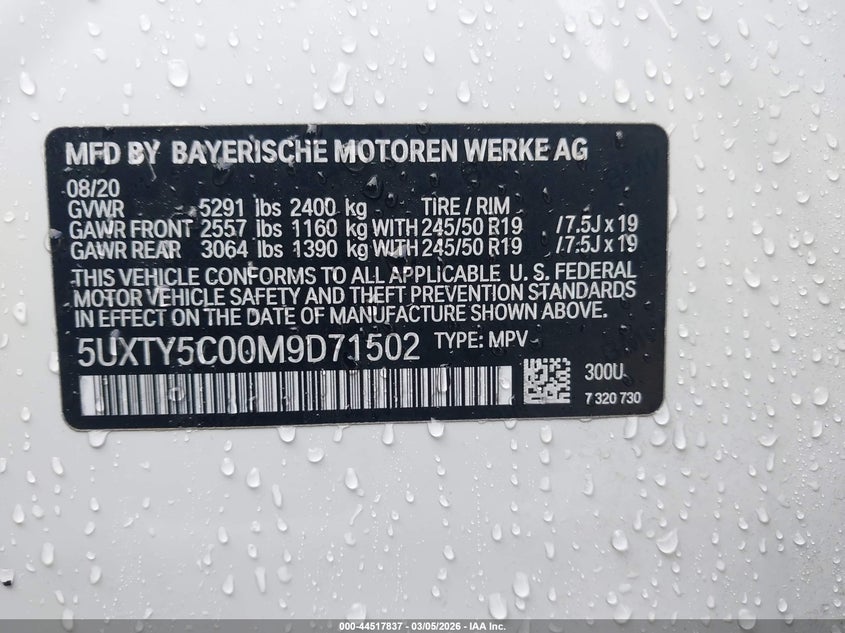 MFD BY BAYERISCHE MOTOREN WERKE AG
08/20
GVWR 5291 lbs 2400 kg TIRE / RIM
GAWR FRONT 2557 lbs 1160 kg WITH 245/50 R19 /7.5J x 19
GAWR REAR 3064 lbs 1390 kg WITH 245/50 R19 /7.5J x 19
THIS VEHICLE CONFORMS TO ALL APPLICABLE U. S. FEDERAL
MOTOR VEHICLE SAFETY AND THEFT PREVENTION STANDARDS
IN EFFECT ON THE DATE OF MANUFACTURE SHOWN ABOVE.
5UXTY5C00M9D71502 TYPE: MPV
300U
7 320 730
000-44517837 - 03/05/2026 - IAA Inc.